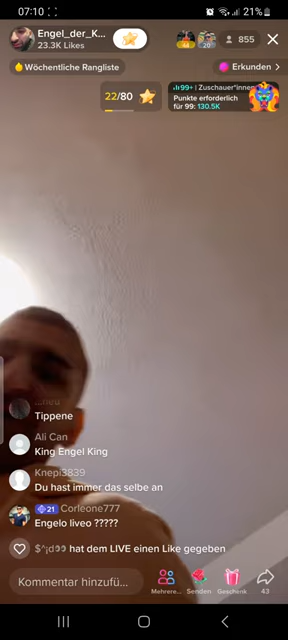 07:10
21%
Engel_der_K...
23.3K Likes
855
Wöchentliche Rangliste
Erkunden >
22/80
99+ | Zuschauer*innen
Punkte erforderlich
für 99: 130.5K
Tippene
Ali Can
King Engel King
Knepi3839
Du hast immer das selbe an
21 Corleone777
Engelo liveo ?????
hat dem LIVE einen Like gegeben
Kommentar hinzufü...
Mehrere...
Senden
Geschenk
43